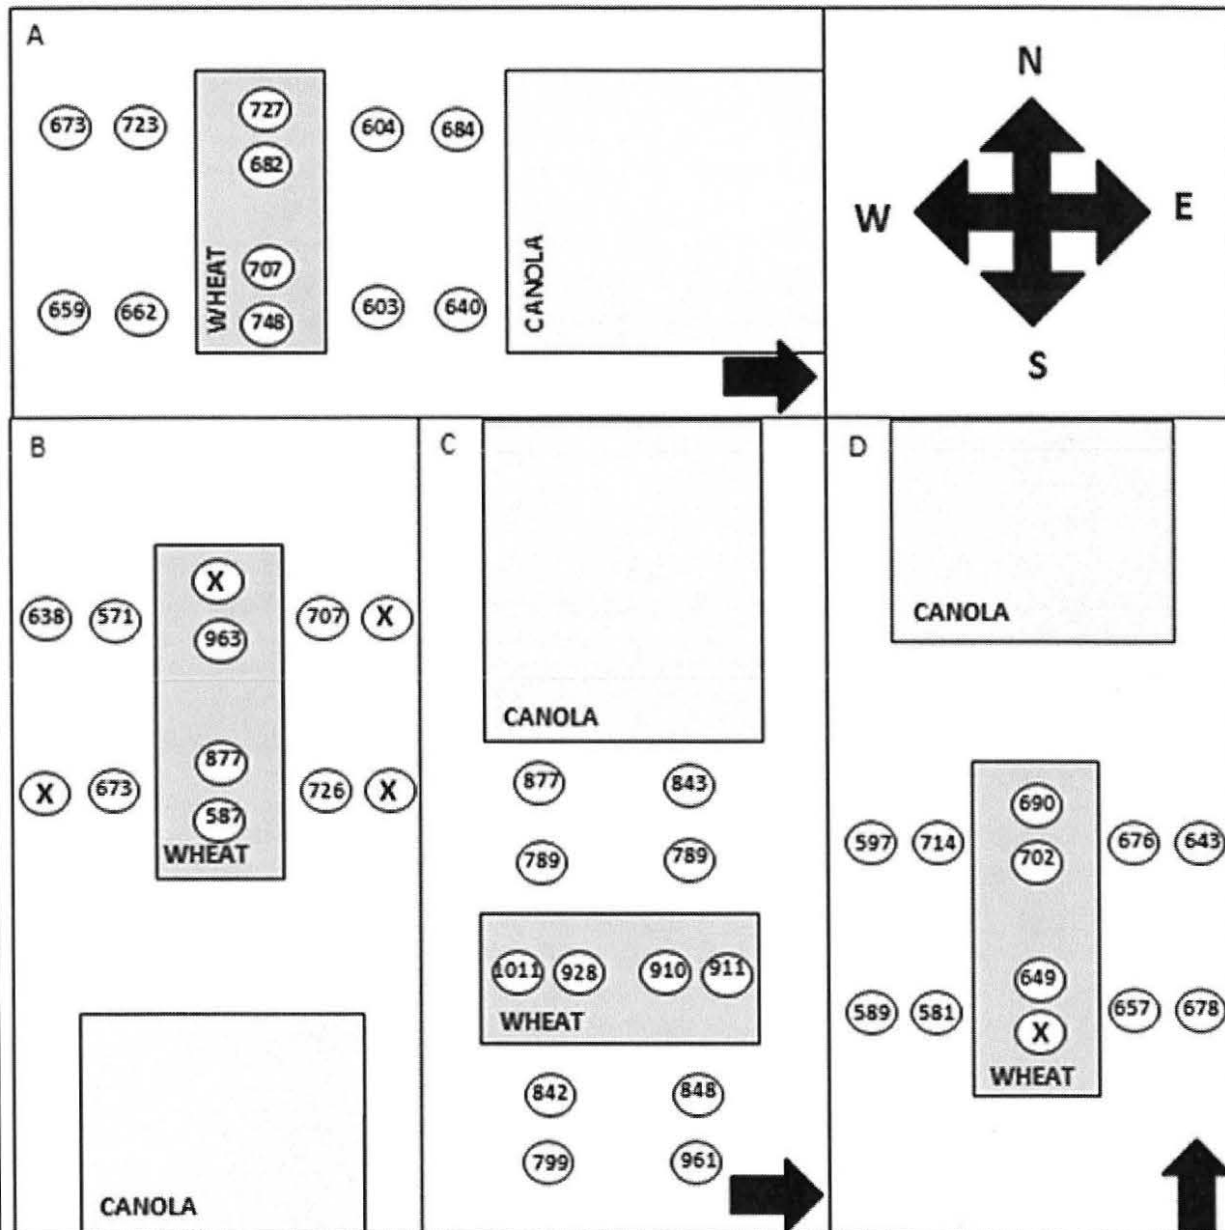 A
N
W
E
S
673 723 727 604 684
682
WHEAT
CANOLA
707
659 662 748 603 640
B
X
638 571 707 X
963
877
X 673 726 X
587
WHEAT
CANOLA
C
CANOLA
877 843
789 789
1011 928 910 911
WHEAT
842 848
799 961
D
CANOLA
690
597 714 702 676 643
649
589 581 657 678
X
WHEAT